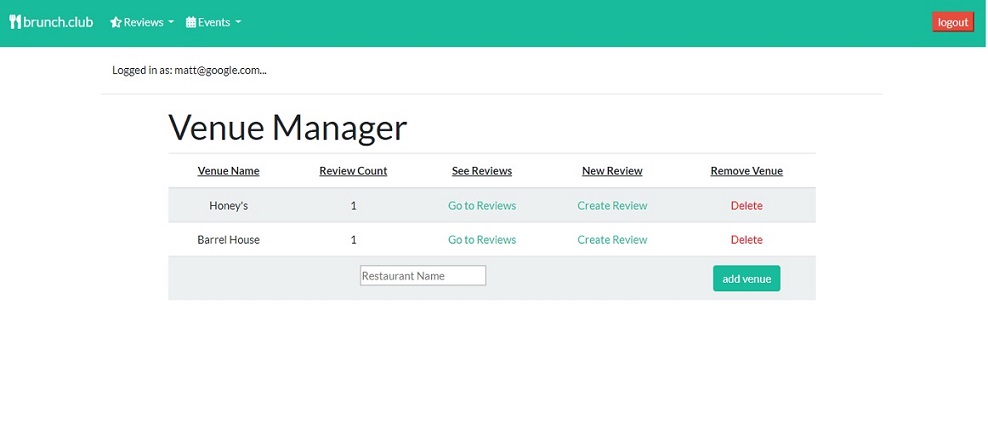 brunch.club Reviews Events logout
Logged in as: matt@google.com...
Venue Manager
Venue Name Review Count See Reviews New Review Remove Venue
Honey's 1 Go to Reviews Create Review Delete
Barrel House 1 Go to Reviews Create Review Delete
Restaurant Name add venue